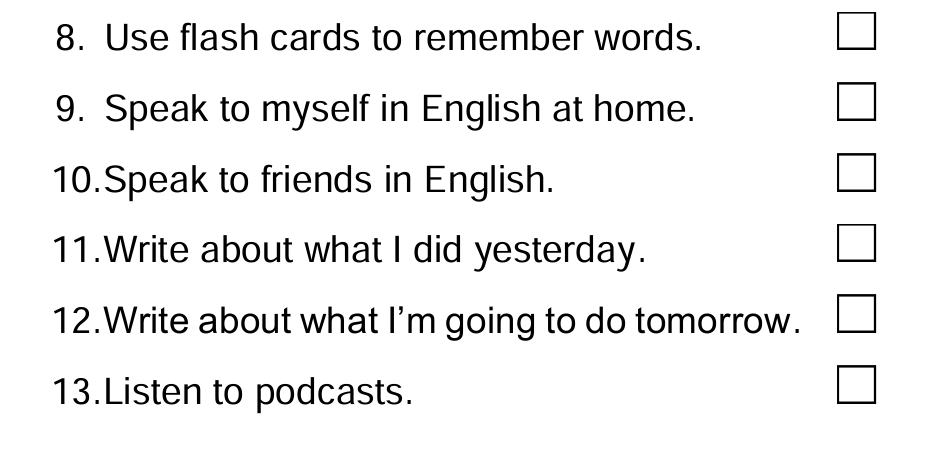 8. Use flash cards to remember words.
9. Speak to myself in English at home.
10.Speak to friends in English.
11.Write about what I did yesterday.
12.Write about what I’m going to do tomorrow.
13.Listen to podcasts.